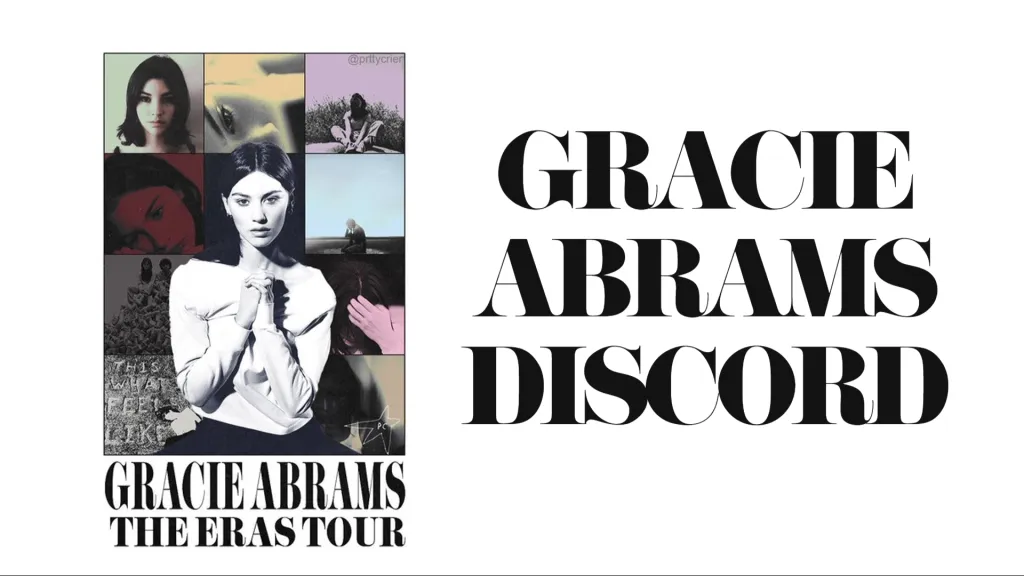 @prttycrier
THIS
WHAT
FEEL
LIKE
GRACIE ABRAMS
THE ERAS TOUR
GRACIE
ABRAMS
DISCORD